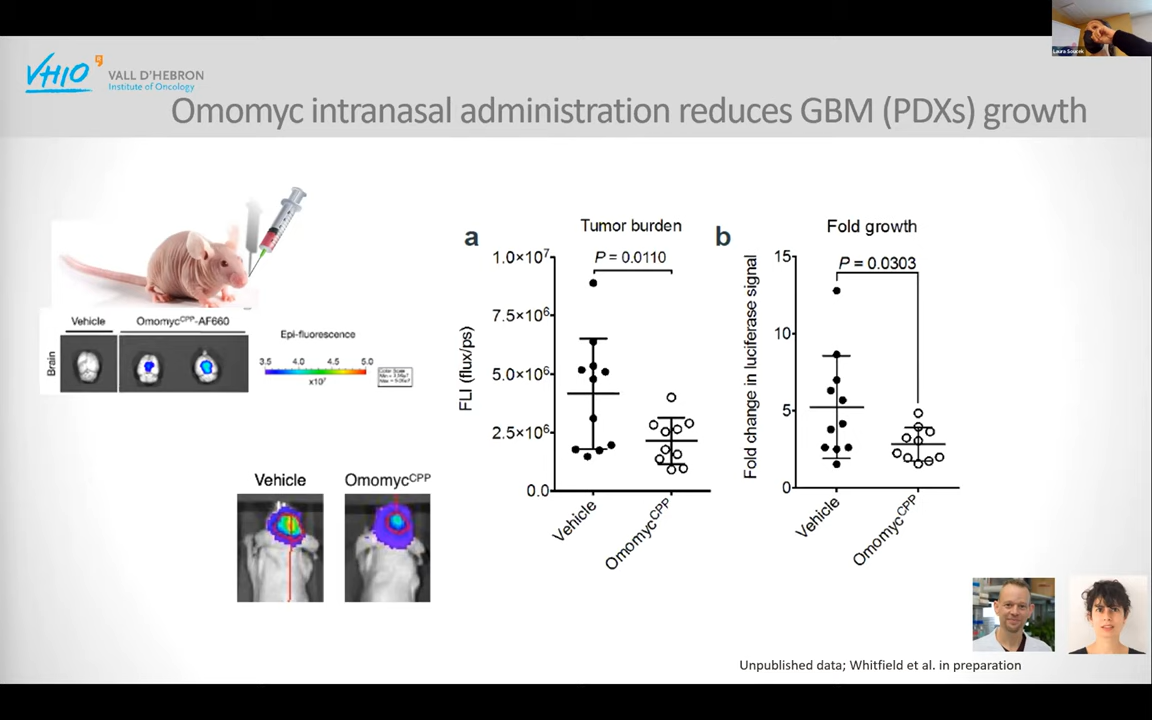 Laura Soucek
VHIO
VALL D'HEBRON
Institute of Oncology
Omomyc intranasal administration reduces GBM (PDXs) growth
Vehicle
Omomyc^CPP-AF660
Brain
Epi-fluorescence
3.5 4.0 4.5 5.0
x10⁷
Color Scale
Vehicle
Omomyc^CPP
a
Tumor burden
P = 0.0110
FLI (flux/ps)
1.0×10⁷
7.5×10⁶
5.0×10⁶
2.5×10⁶
0.0
Vehicle
Omomyc^CPP
b
Fold growth
P = 0.0303
Fold change in luciferase signal
15
10
5
0
Vehicle
Omomyc^CPP
Unpublished data; Whitfield et al. in preparation